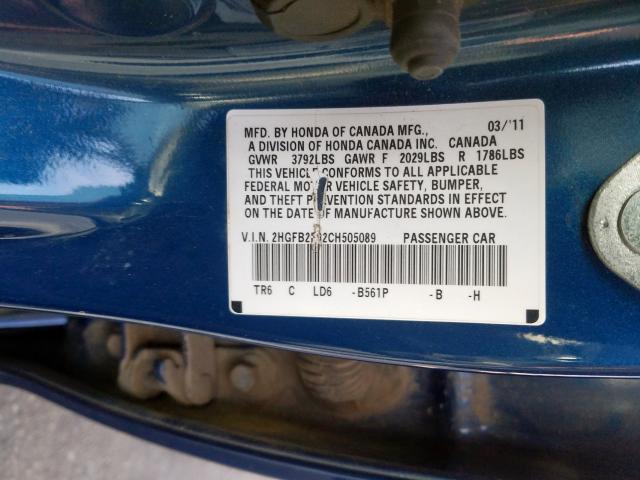 MFD. BY HONDA OF CANADA MFG., 03/'11
A DIVISION OF HONDA CANADA INC. CANADA
GVWR 3792LBS GAWR F 2029LBS R 1786LBS
THIS VEHICLE CONFORMS TO ALL APPLICABLE
FEDERAL MOTOR VEHICLE SAFETY, BUMPER,
AND THEFT PREVENTION STANDARDS IN EFFECT
ON THE DATE OF MANUFACTURE SHOWN ABOVE.
V.I.N. PASSENGER CAR
TR6 C LD6 -B561P -B -H